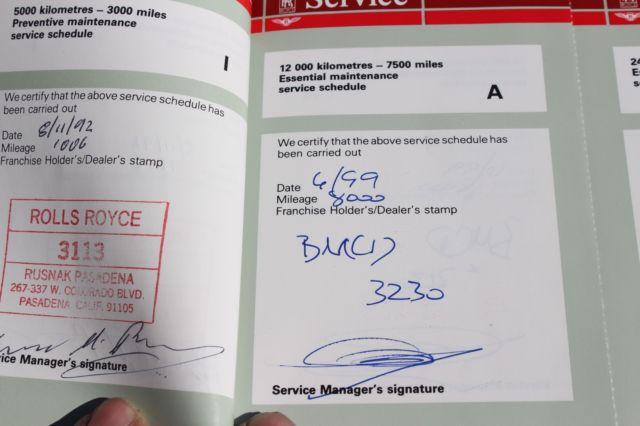 5000 kilometres – 3000 miles
Preventive maintenance
service schedule
I
We certify that the above service schedule has
been carried out
Date 8/11/92
Mileage 1006
Franchise Holder's/Dealer's stamp
ROLLS ROYCE
3113
RUSNAK PASADENA
267-337 W. COLORADO BLVD.
PASADENA, CALIF. 91105
vice Manager's signature
Service
12 000 kilometres – 7500 miles
Essential maintenance
service schedule
A
We certify that the above service schedule has
been carried out
Date 6/99
Mileage 8000
Franchise Holder's/Dealer's stamp
3230
Service Manager's signature
24
E
s